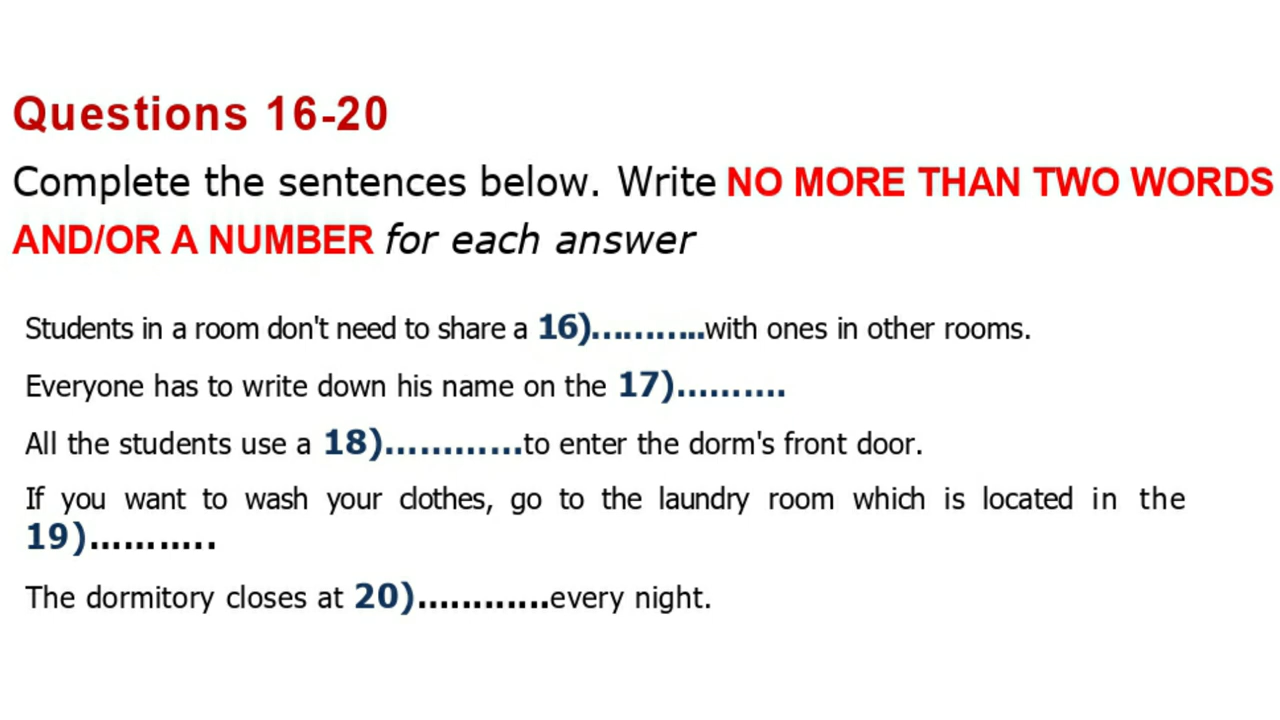 Questions 16-20
Complete the sentences below. Write NO MORE THAN TWO WORDS
AND/OR A NUMBER for each answer
Students in a room don't need to share a 16)………..with ones in other rooms.
Everyone has to write down his name on the 17)……….
All the students use a 18)…………to enter the dorm's front door.
If you want to wash your clothes, go to the laundry room which is located in the
19)………..
The dormitory closes at 20)…………every night.